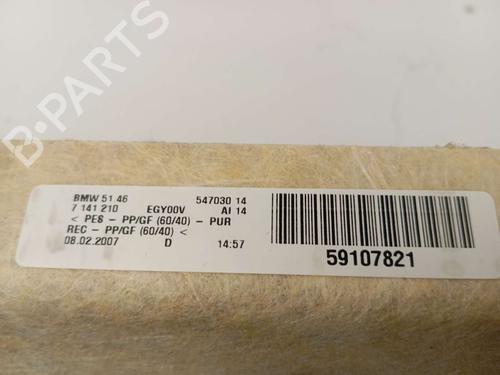 B-PARTS
BMW 51.46 547030 14
7 141 210 EGY00V AI 14
< PES - PP/GF (60/40) - PUR
REC - PP/GF (60/40) <
08.02.2007 D 14:57
59107821